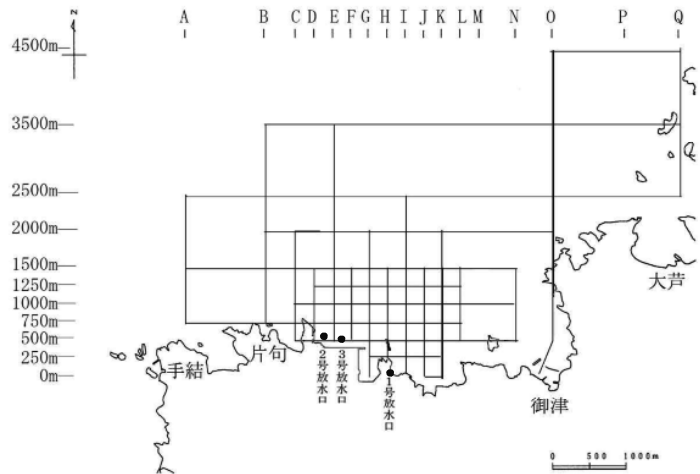 A B C D E F G H I J K L M N O P Q
N
4500m
3500m
2500m
2000m
1500m
1250m
1000m
750m
500m
250m
0m
手結
片句
2号放水口
3号放水口
1号放水口
御津
大芦
0 500 1000m